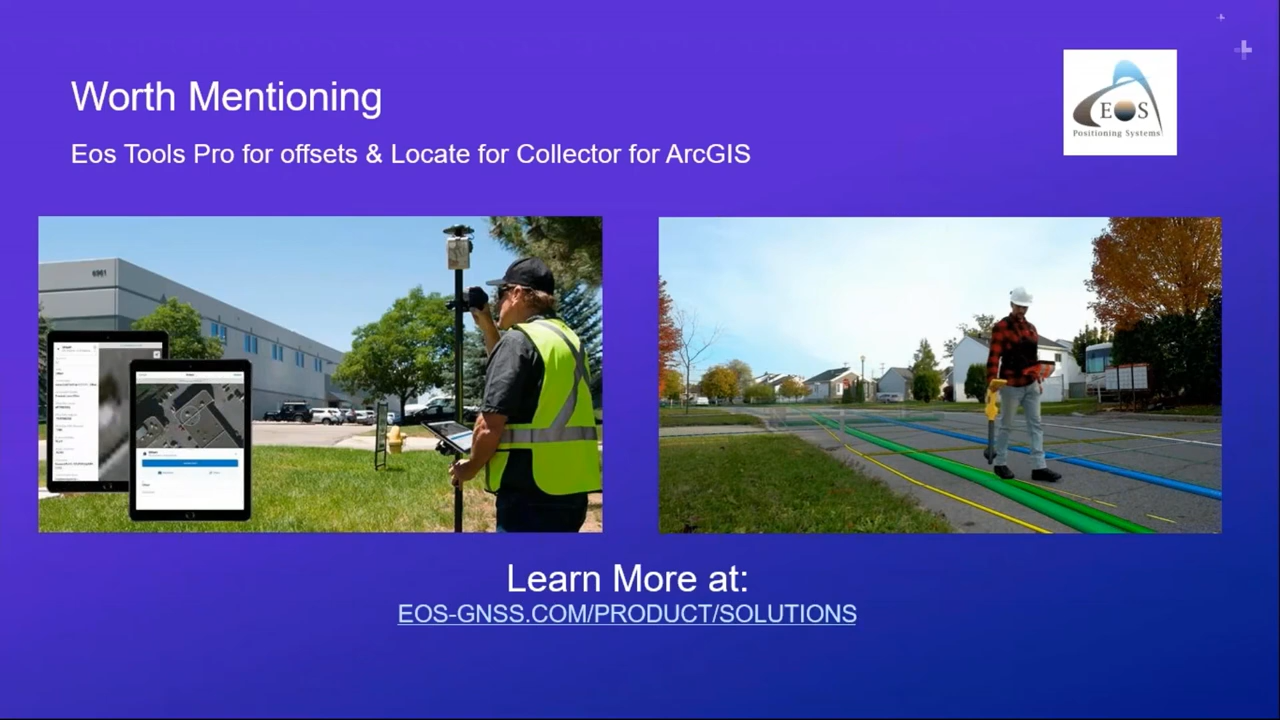 Worth Mentioning
Eos Tools Pro for offsets & Locate for Collector for ArcGIS
EOS
Positioning Systems
6961
Learn More at:
EOS-GNSS.COM/PRODUCT/SOLUTIONS